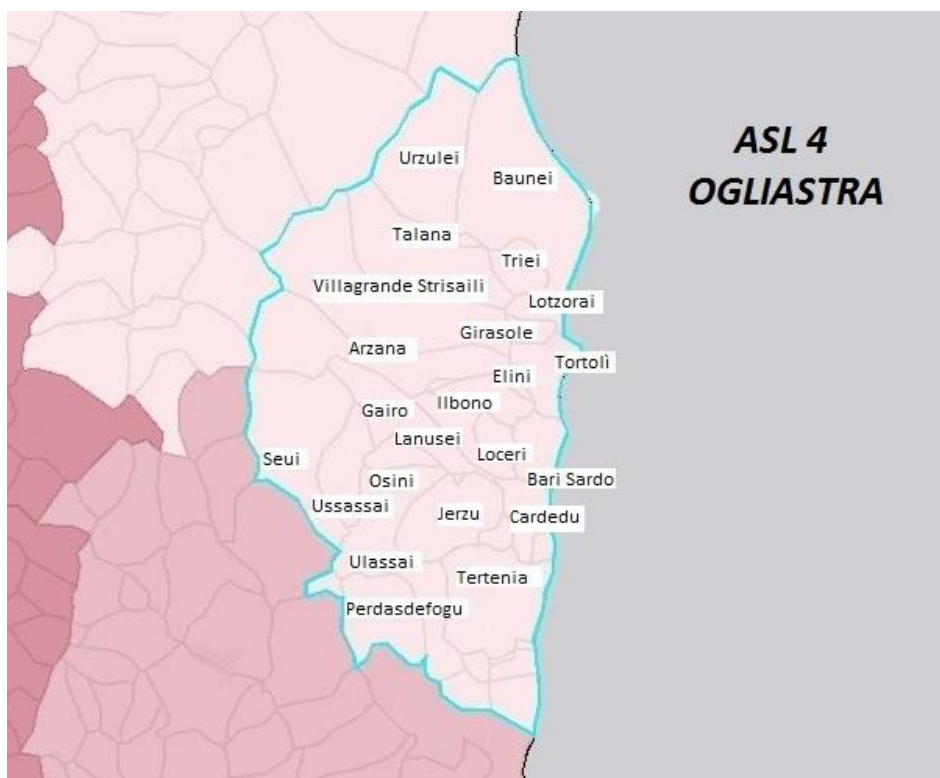 ASL 4
OGLIASTRA
Urzulei
Baunei
Talana
Triei
Villagrande Strisaili
Lotzorai
Girasole
Arzana
Tortolì
Elini
Ilbono
Gairo
Lanusei
Loceri
Seui
Osini
Bari Sardo
Ussassai
Jerzu
Cardedu
Ulassai
Tertenia
Perdasdefogu